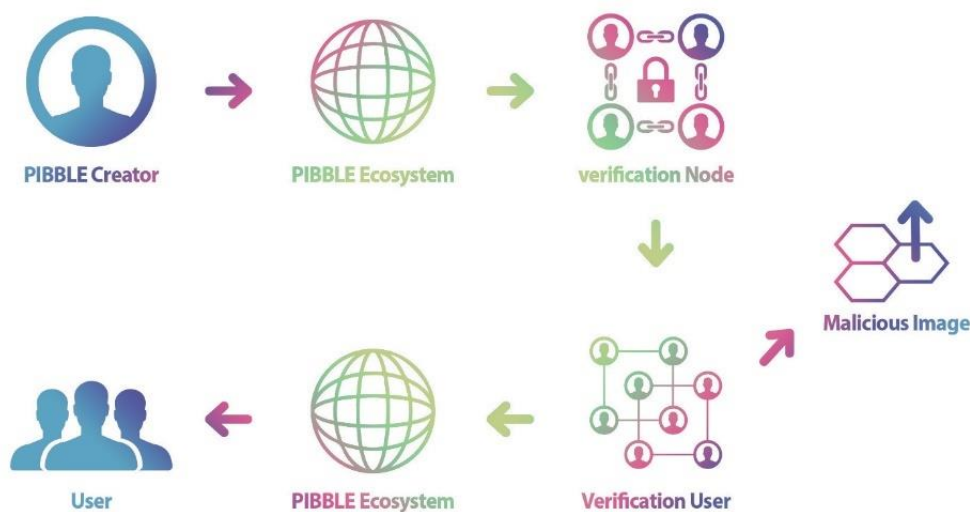 PIBBLE Creator
PIBBLE Ecosystem
verification Node
Malicious Image
User
PIBBLE Ecosystem
Verification User